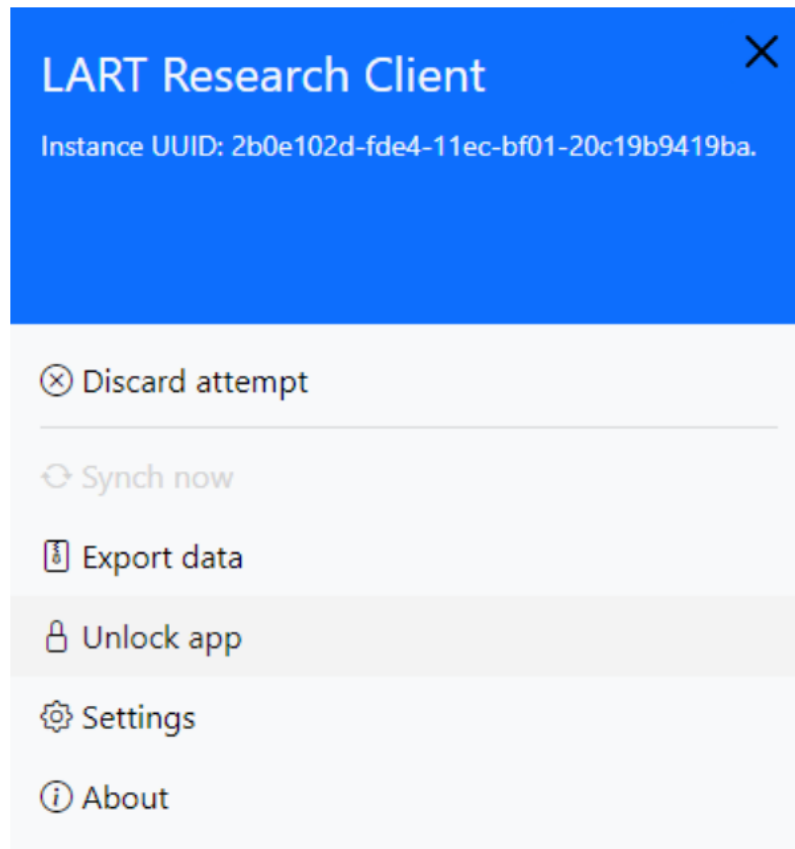 LART Research Client
Instance UUID: 2b0e102d-fde4-11ec-bf01-20c19b9419ba.
Discard attempt
Synch now
Export data
Unlock app
Settings
About